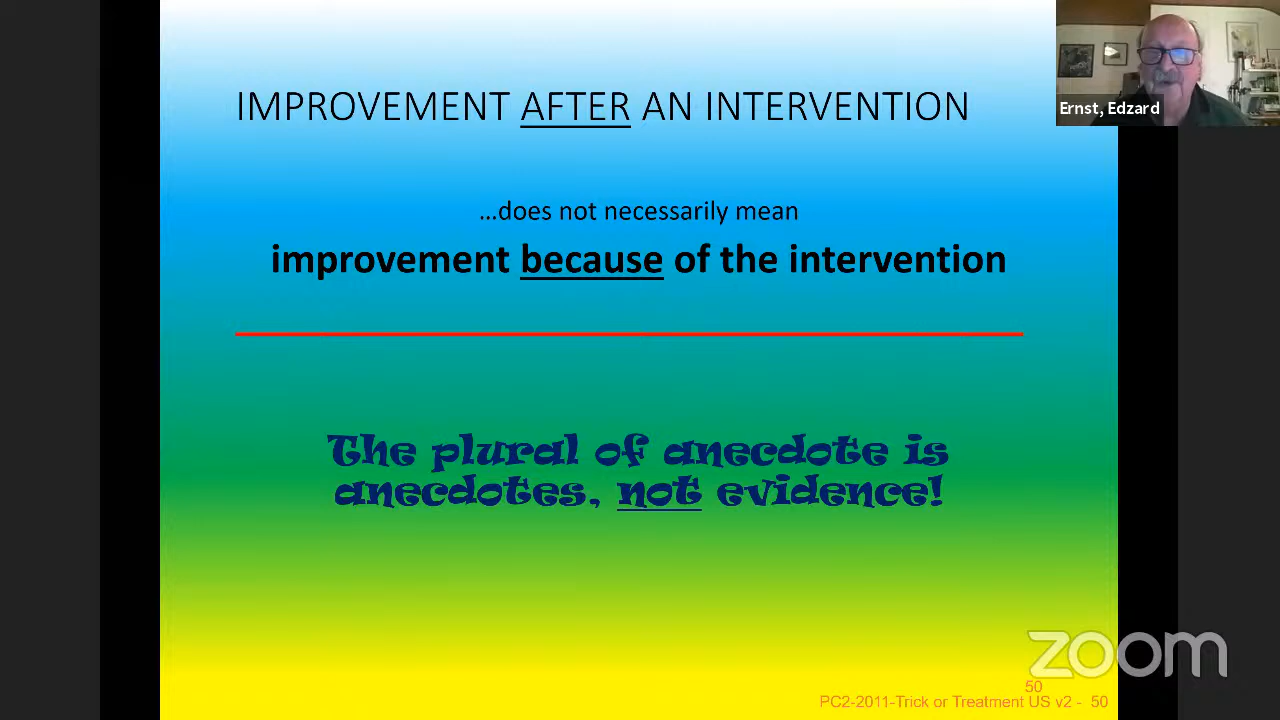 IMPROVEMENT AFTER AN INTERVENTION
Ernst, Edzard
...does not necessarily mean
improvement because of the intervention
The plural of anecdote is
anecdotes, not evidence!
zoom
50
PC2-2011-Trick or Treatment US v2 - 50